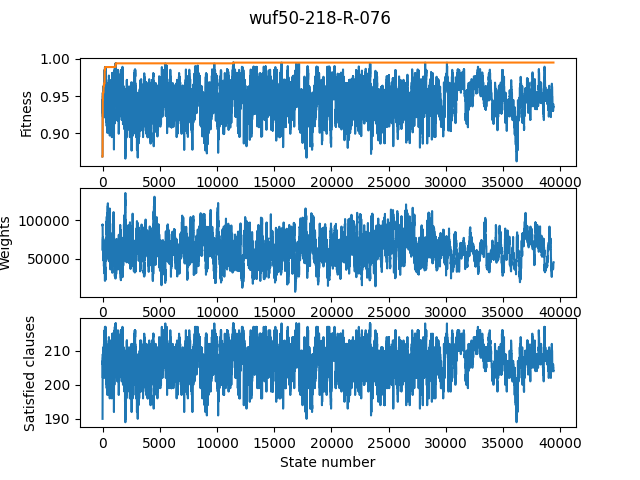 wuf50-218-R-076
1.00
0.95
0.90
Fitness
0 5000 10000 15000 20000 25000 30000 35000 40000
100000
50000
Weights
0 5000 10000 15000 20000 25000 30000 35000 40000
210
200
190
Satisfied clauses
0 5000 10000 15000 20000 25000 30000 35000 40000
State number